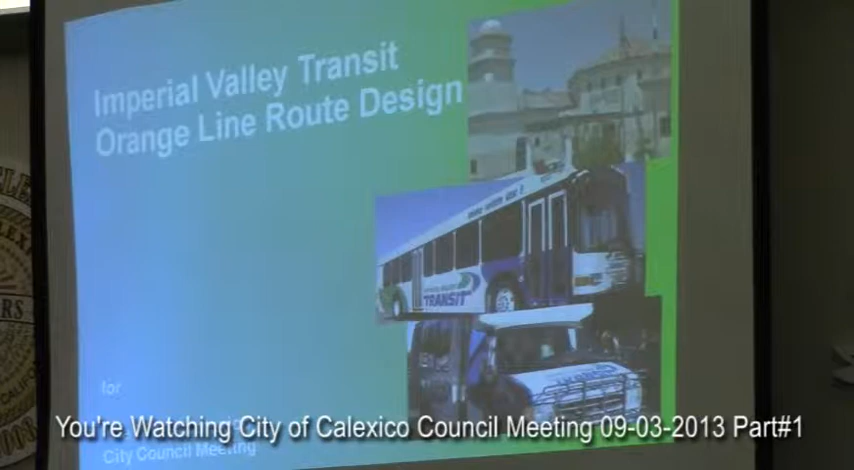 Imperial Valley Transit
Orange Line Route Design
TRANSIT
for
City Council Meeting
You're Watching City of Calexico Council Meeting 09-03-2013 Part#1